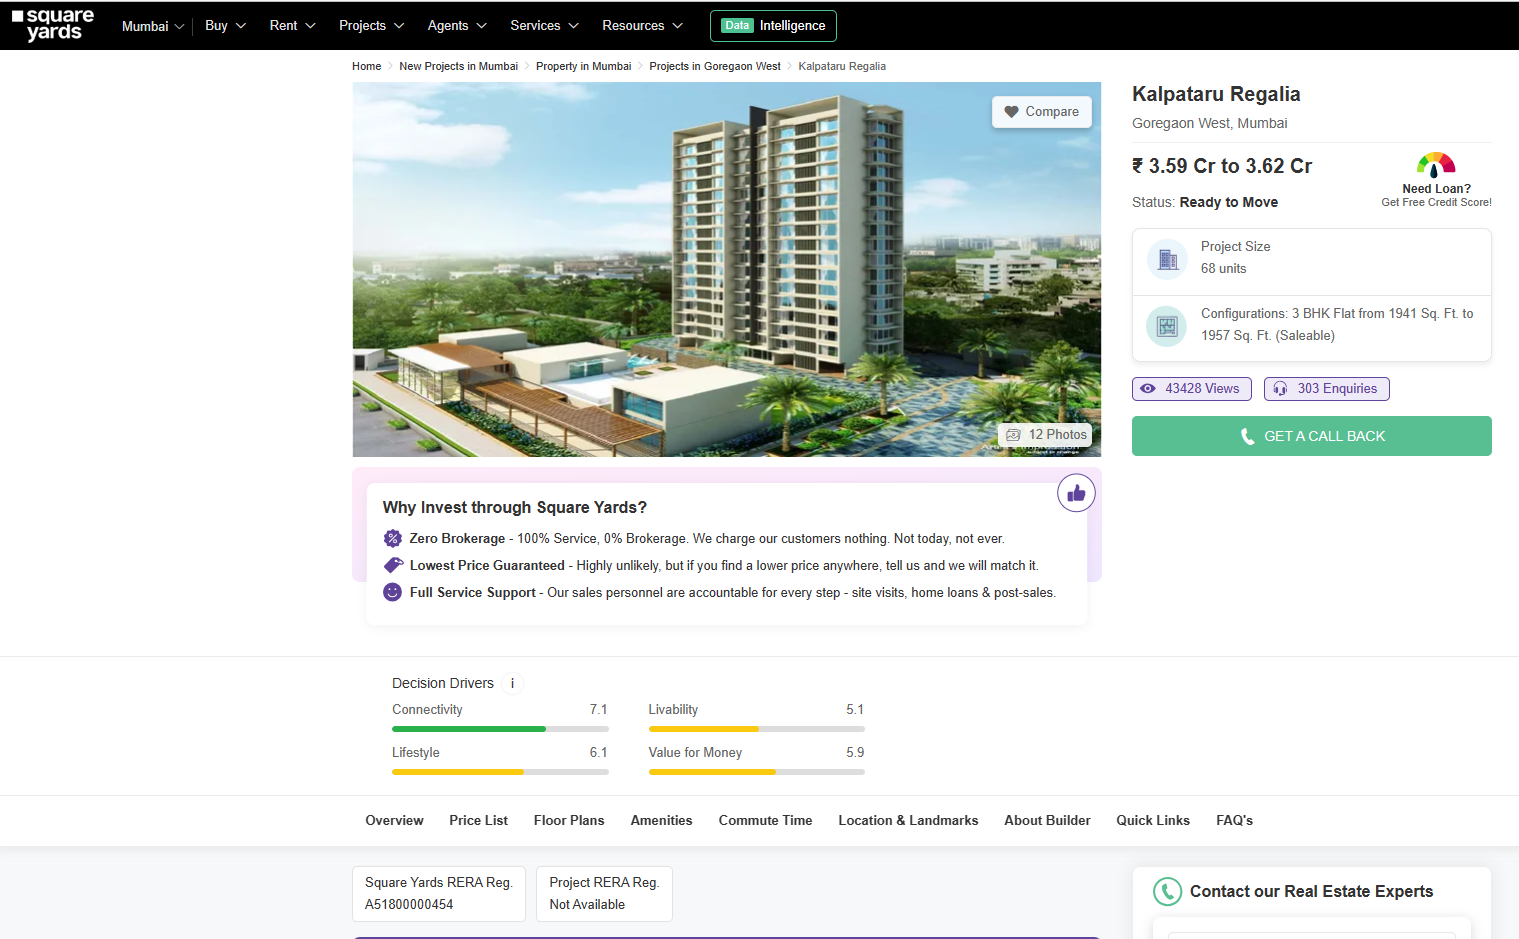 square
yards
Mumbai
Buy
Rent
Projects
Agents
Services
Resources
Data Intelligence
Home > New Projects in Mumbai > Property in Mumbai > Projects in Goregaon West > Kalpataru Regalia
Compare
12 Photos
Kalpataru Regalia
Goregaon West, Mumbai
₹ 3.59 Cr to 3.62 Cr
Status: Ready to Move
Need Loan?
Get Free Credit Score!
Project Size
68 units
Configurations: 3 BHK Flat from 1941 Sq. Ft. to
1957 Sq. Ft. (Saleable)
43428 Views
303 Enquiries
GET A CALL BACK
Why Invest through Square Yards?
Zero Brokerage - 100% Service, 0% Brokerage. We charge our customers nothing. Not today, not ever.
Lowest Price Guaranteed - Highly unlikely, but if you find a lower price anywhere, tell us and we will match it.
Full Service Support - Our sales personnel are accountable for every step - site visits, home loans & post-sales.
Decision Drivers i
Connectivity 7.1
Livability 5.1
Lifestyle 6.1
Value for Money 5.9
Overview
Price List
Floor Plans
Amenities
Commute Time
Location & Landmarks
About Builder
Quick Links
FAQ's
Square Yards RERA Reg.
A51800000454
Project RERA Reg.
Not Available
Contact our Real Estate Experts